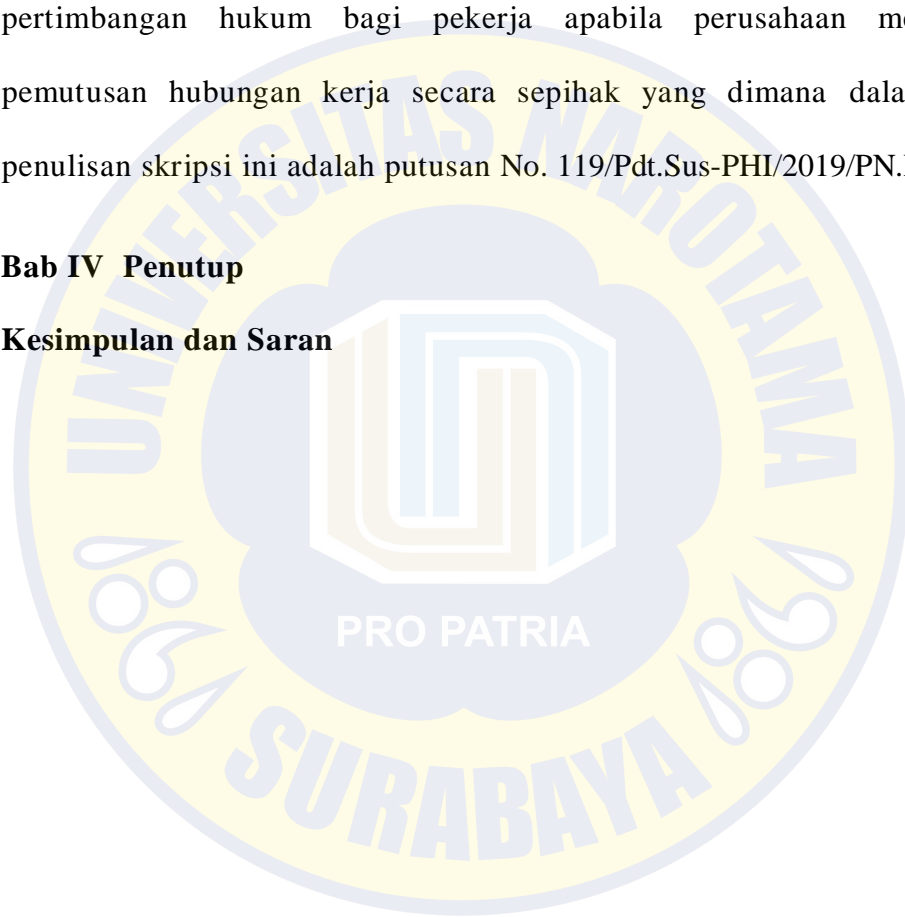 pertimbangan hukum bagi pekerja apabila perusahaan
pemutusan hubungan kerja secara sepihak yang dimana
penulisan skripsi ini adalah putusan No. 119/Pdt.Sus-PHI/2019/PN.
Bab IV Penutup
Kesimpulan dan Saran
UNIVERSITAS NAROTAMA
PRO PATRIA
SURABAYA